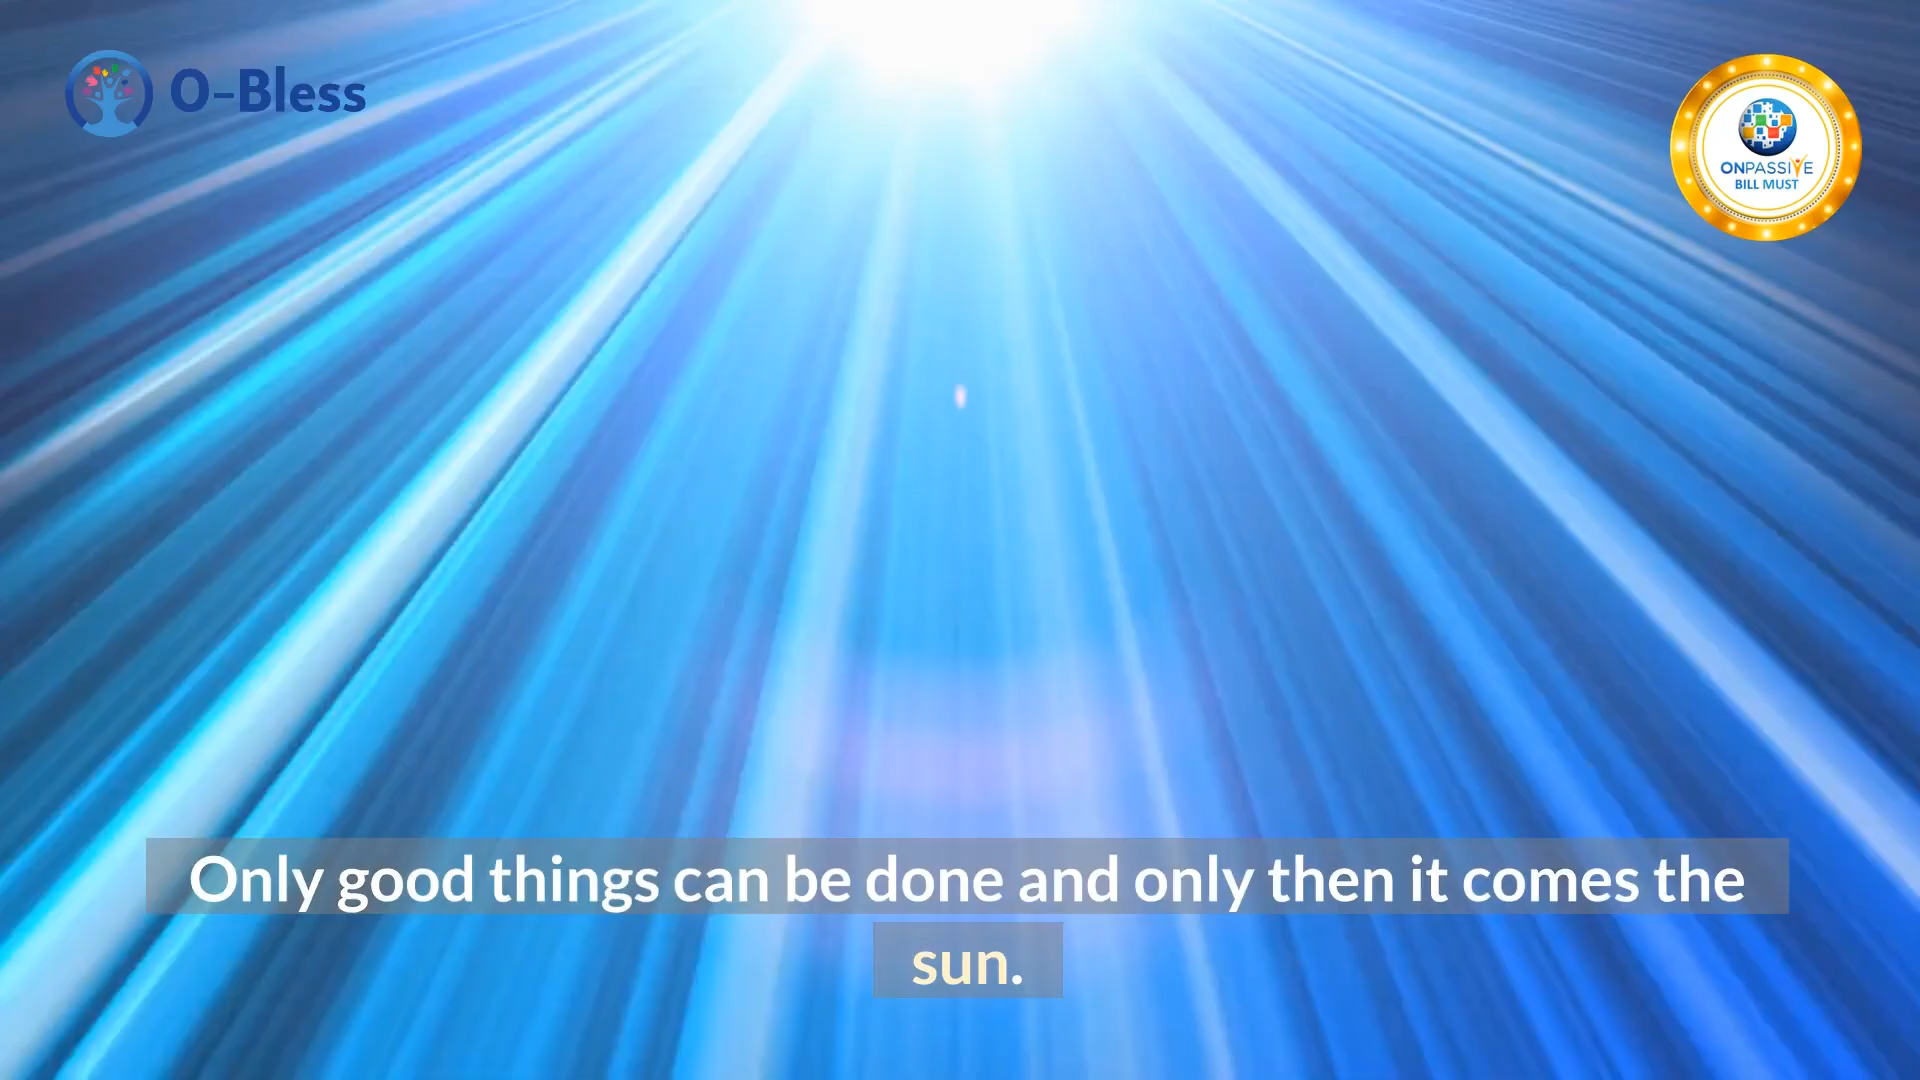 O-Bless
ONPASSIVE
BILL MUST
Only good things can be done and only then it comes the
sun.